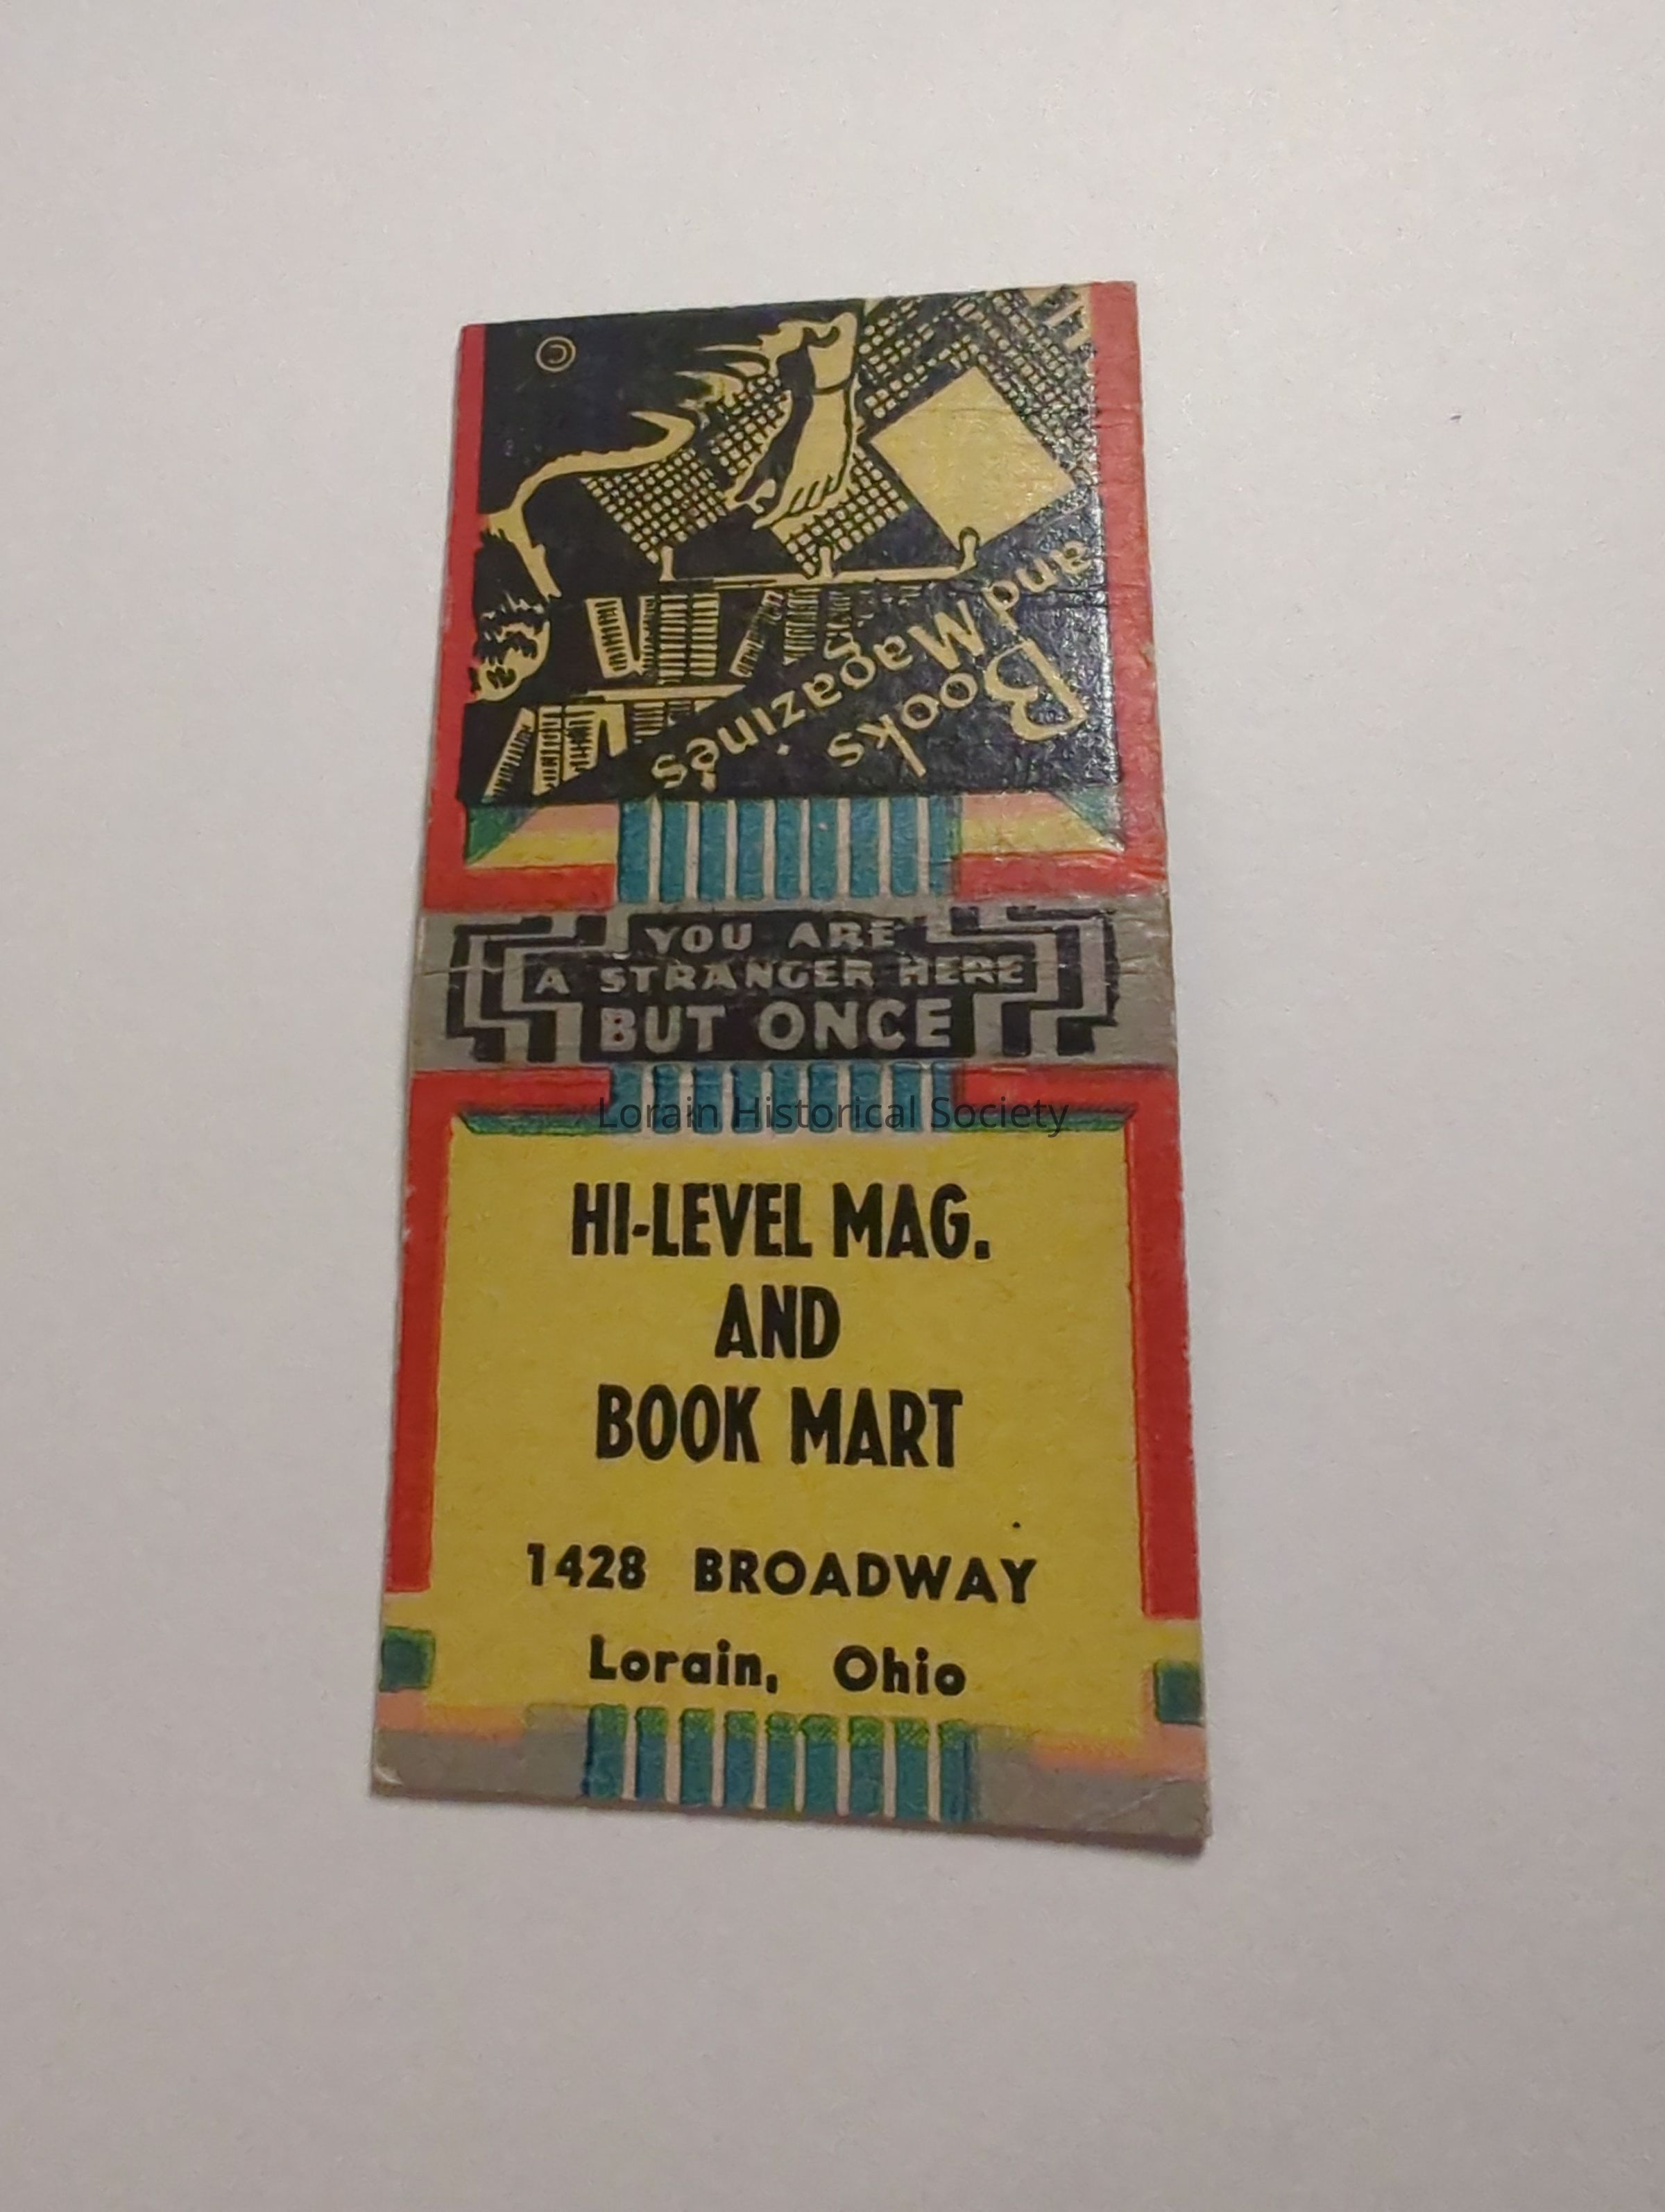 ©
Books
and Magazines
YOU ARE
A STRANGER HERE
BUT ONCE
Lorain Historical Society
HI-LEVEL MAG.
AND
BOOK MART
1428 BROADWAY
Lorain, Ohio